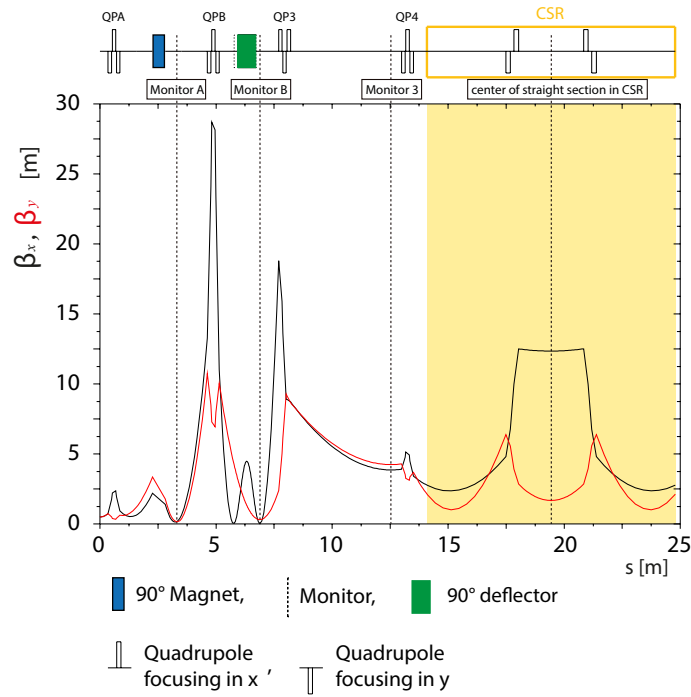 CSR
QPA
QPB
QP3
QP4
Monitor A
Monitor B
Monitor 3
center of straight section in CSR
βx, βy [m]
30
25
20
15
10
5
0
0
5
10
15
20
25
s [m]
90° Magnet,
Monitor,
90° deflector
Quadrupole
focusing in x ′
Quadrupole
focusing in y